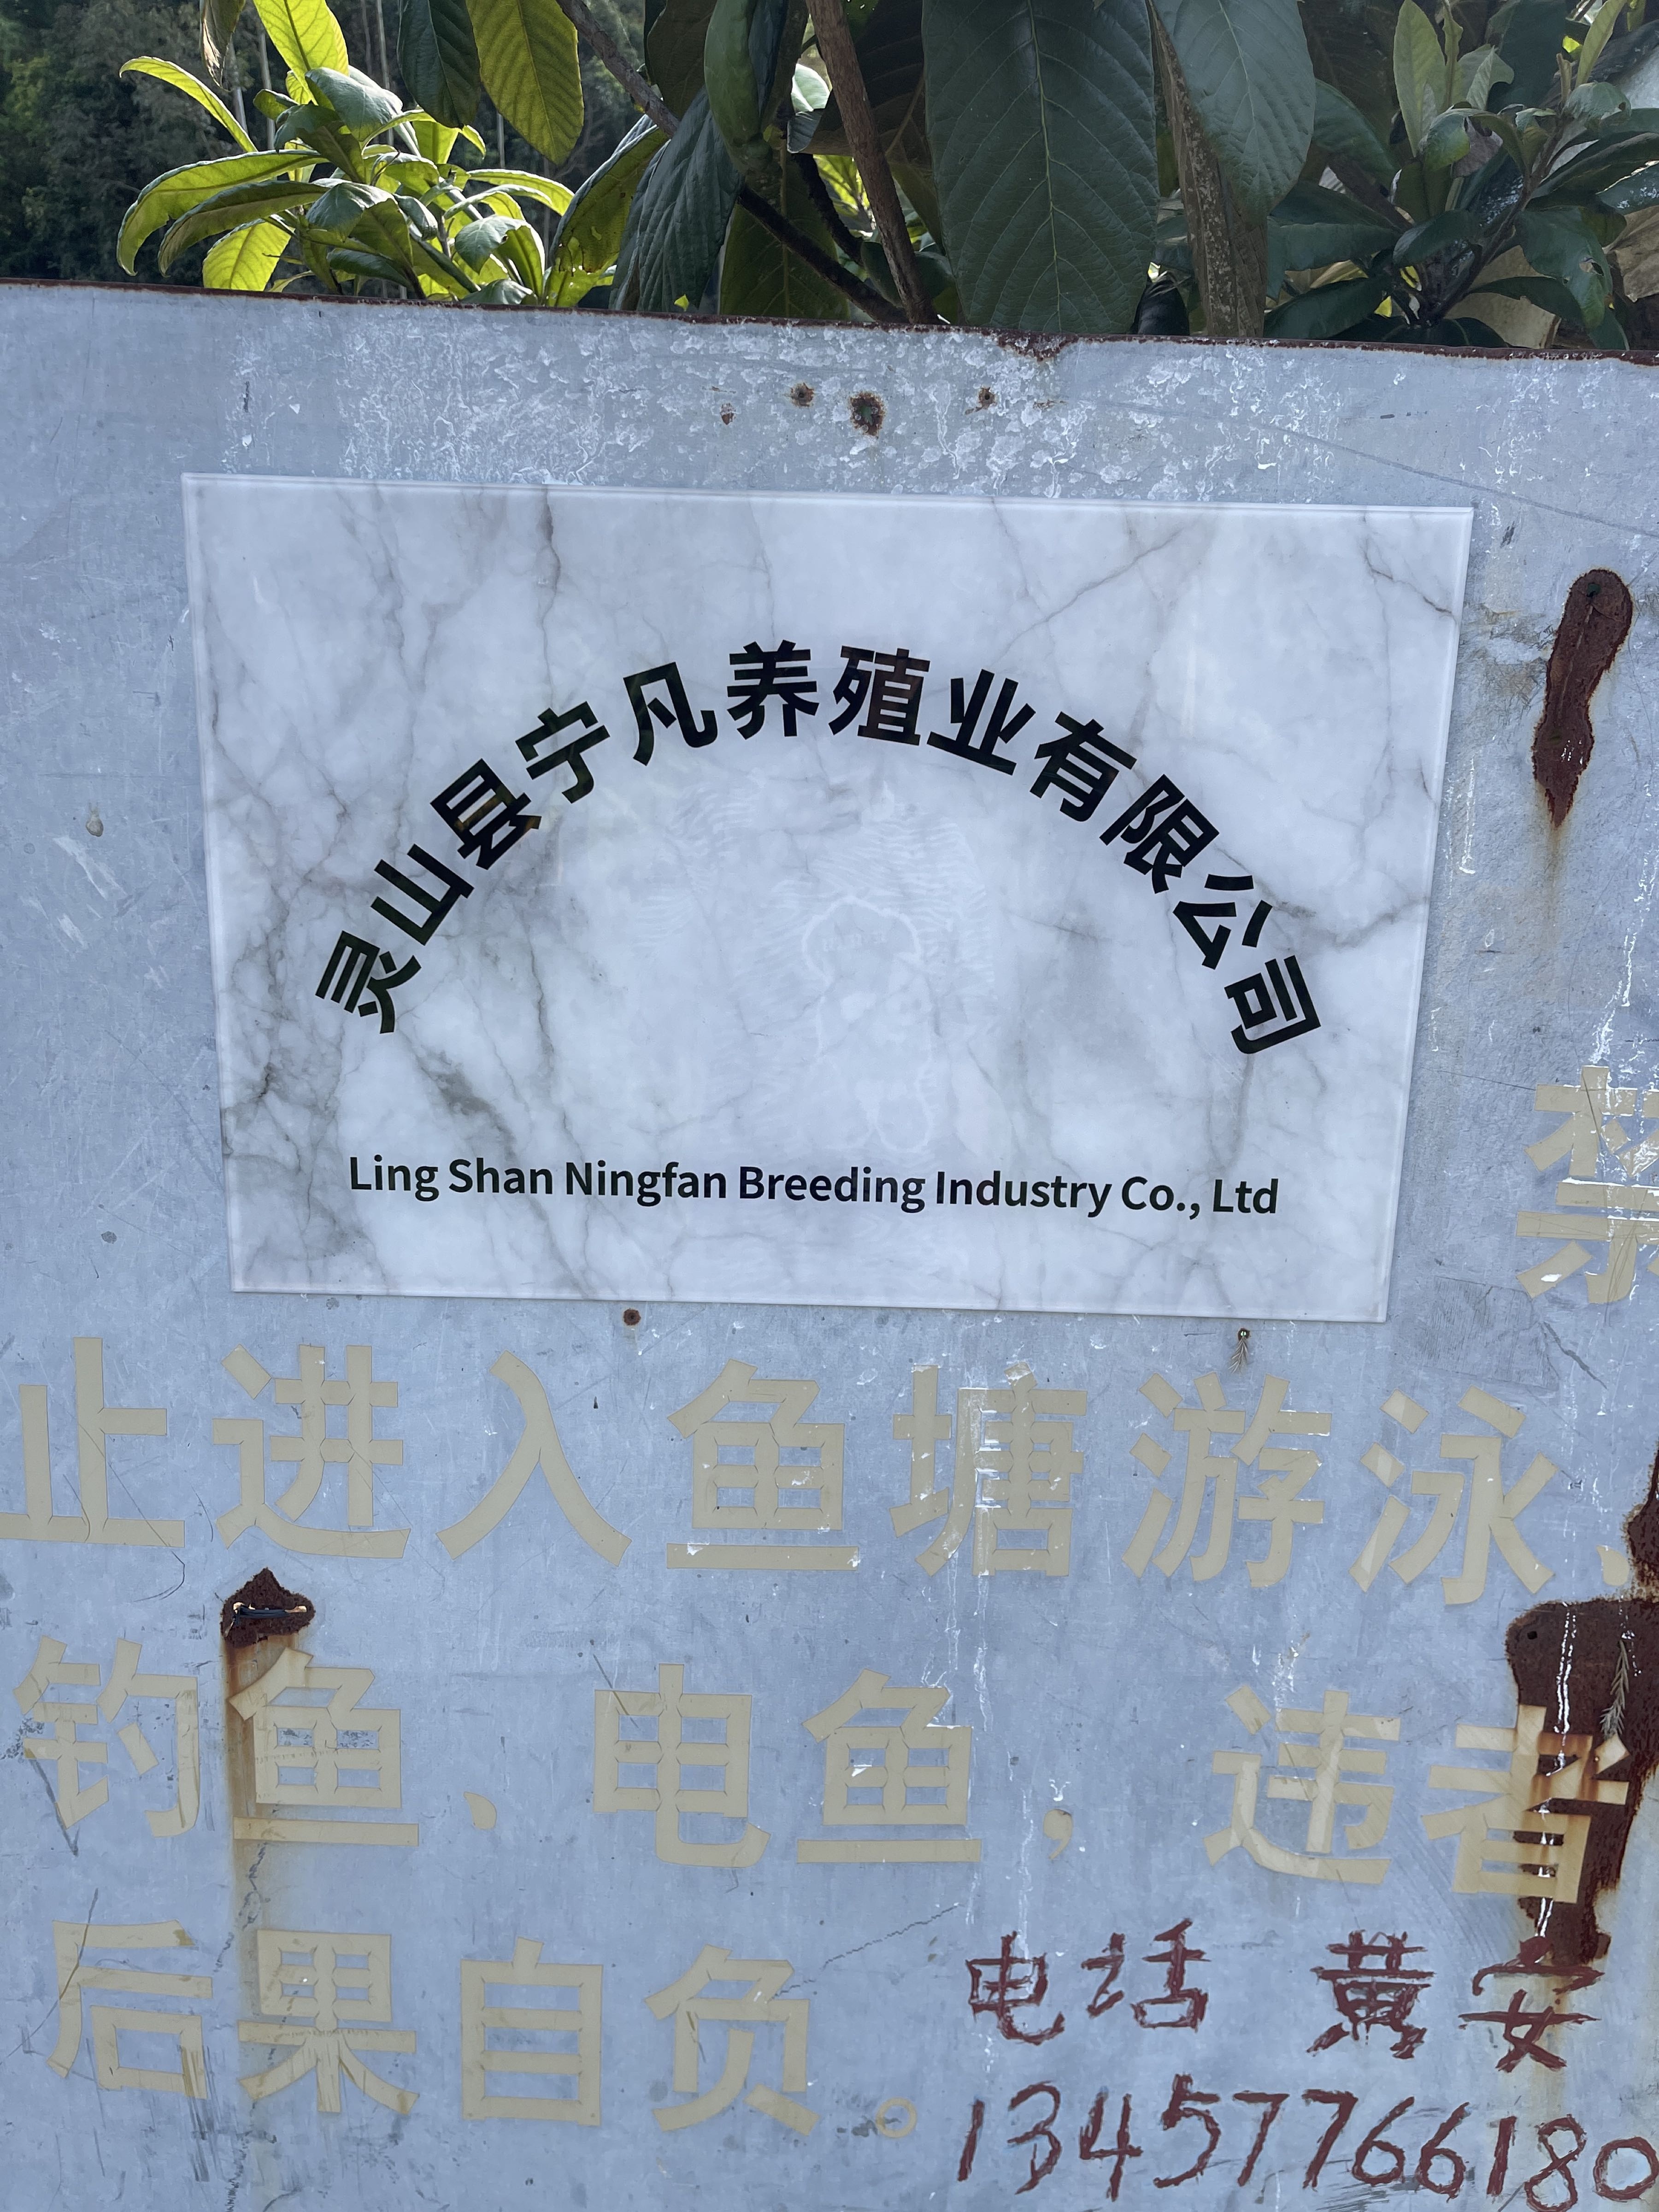 灵山县宁凡养殖业有限公司
Ling Shan Ningfan Breeding Industry Co., Ltd
禁
止进入鱼塘游泳、
钓鱼、电鱼，违者
后果自负。
电话 黄安
13457766180